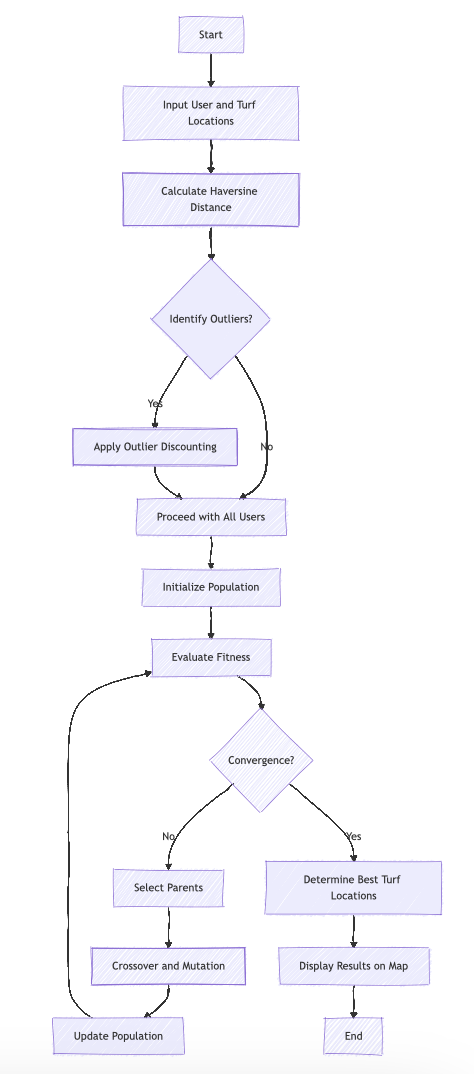 Start
Input User and Turf
Locations
Calculate Haversine
Distance
Identify Outliers?
Yes
Apply Outlier Discounting
No
Proceed with All Users
Initialize Population
Evaluate Fitness
Convergence?
No
Yes
Select Parents
Determine Best Turf
Locations
Crossover and Mutation
Display Results on Map
Update Population
End